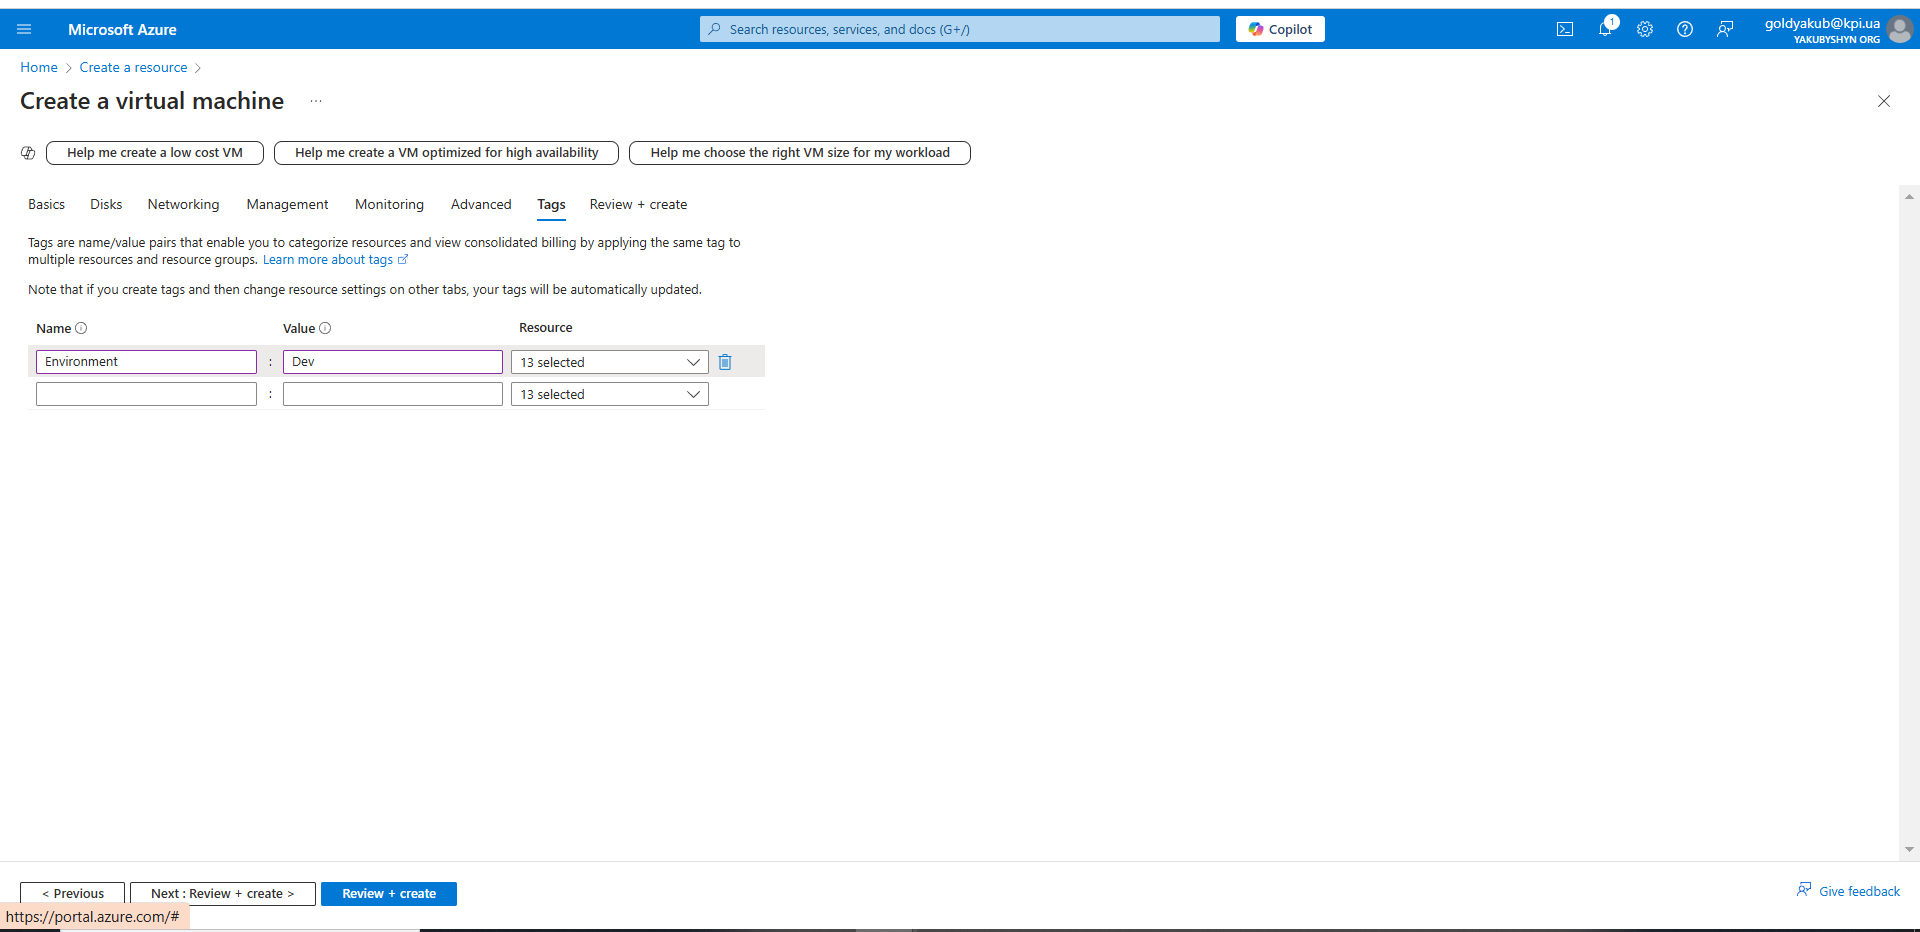 Microsoft Azure
Search resources, services, and docs (G+/)
Copilot
1
goldyakub@kpi.ua
YAKUBYSHYN ORG
Home > Create a resource >
Create a virtual machine ...
Help me create a low cost VM
Help me create a VM optimized for high availability
Help me choose the right VM size for my workload
Basics Disks Networking Management Monitoring Advanced Tags Review + create
Tags are name/value pairs that enable you to categorize resources and view consolidated billing by applying the same tag to
multiple resources and resource groups. Learn more about tags
Note that if you create tags and then change resource settings on other tabs, your tags will be automatically updated.
Name Value Resource
Environment : Dev 13 selected
: 13 selected
< Previous Next : Review + create > Review + create
Give feedback
https://portal.azure.com/#